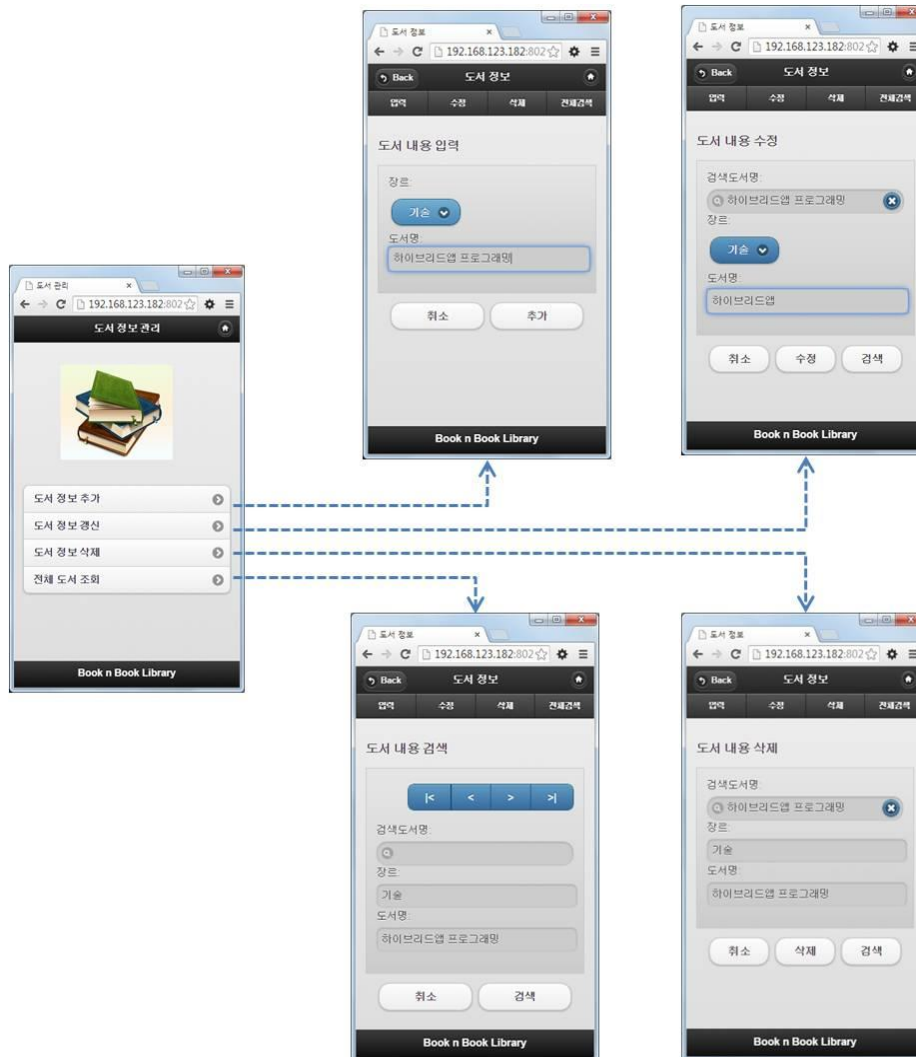 도서 정보
192.168.123.182:802
Back
도서 정보
입력
수정
삭제
전체검색
도서 내용 입력
장르:
기술
도서명:
하이브리드앱 프로그래밍
취소
추가
Book n Book Library
도서 정보
192.168.123.182:802
Back
도서 정보
입력
수정
삭제
전체검색
도서 내용 수정
검색도서명:
하이브리드앱 프로그래밍
장르:
기술
도서명:
하이브리드앱
취소
수정
검색
Book n Book Library
도서 관리
192.168.123.182:802
도서 정보 관리
도서 정보 추가
도서 정보 갱신
도서 정보 삭제
전체 도서 조회
Book n Book Library
도서 정보
192.168.123.182:802
Back
도서 정보
입력
수정
삭제
전체검색
도서 내용 검색
|<
<
>
>|
검색도서명:
장르:
기술
도서명:
하이브리드앱 프로그래밍
취소
검색
Book n Book Library
도서 정보
192.168.123.182:802
Back
도서 정보
입력
수정
삭제
전체검색
도서 내용 삭제
검색도서명:
하이브리드앱 프로그래밍
장르:
기술
도서명:
하이브리드앱 프로그래밍
취소
삭제
검색
Book n Book Library